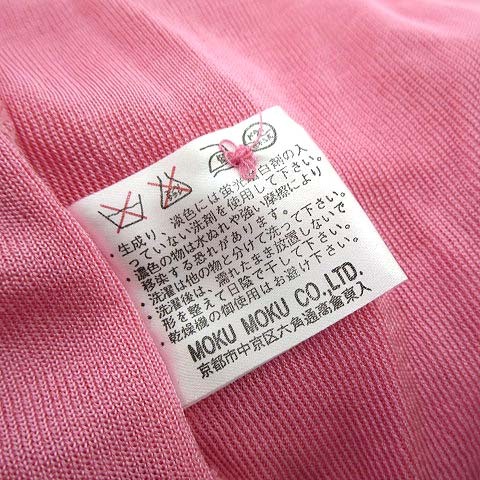 ・生成り、淡色には蛍光増白剤の入
っていない洗剤を使用して下さい。
・濃色の物は水ぬれや強い摩擦により
移染する恐れがあります。
・洗濯は他の物と分けて洗って下さい。
・洗濯後は、濡れたまま放置しないで
形を整えて日陰で干して下さい。
・乾燥機の御使用はお避け下さい。
MOKU MOKU CO.,LTD.
京都市中京区六角通高倉東入